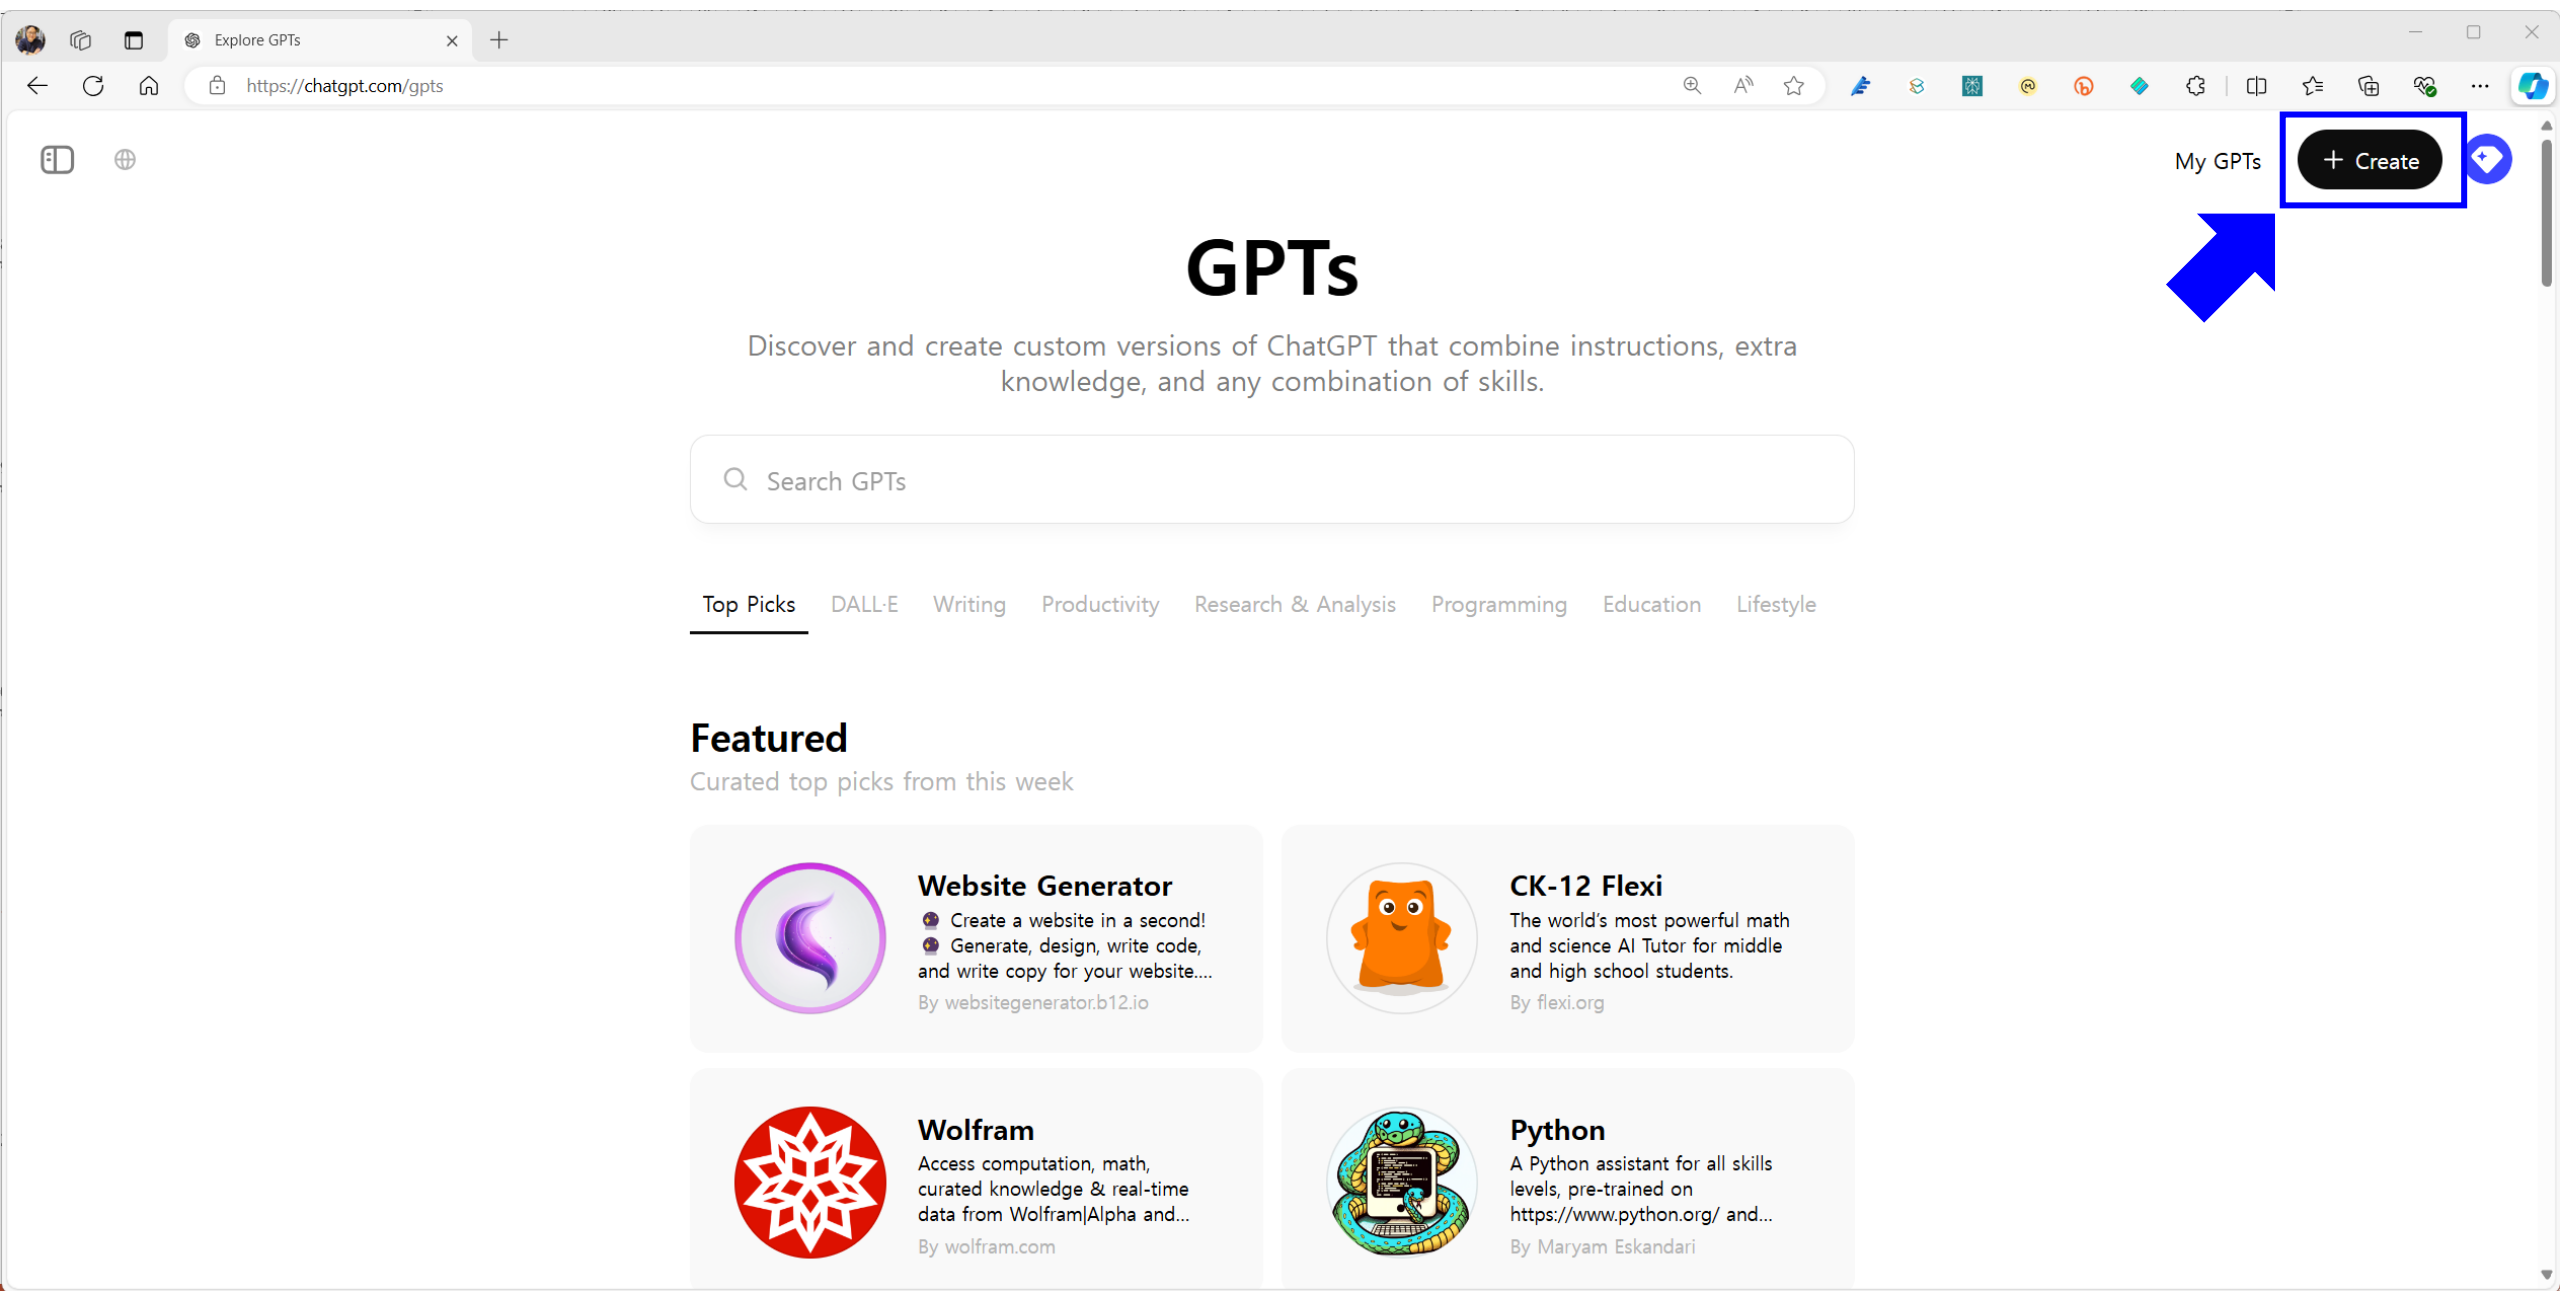 Explore GPTs
https://chatgpt.com/gpts
My GPTs
+ Create
GPTs
Discover and create custom versions of ChatGPT that combine instructions, extra
knowledge, and any combination of skills.
Search GPTs
Top Picks DALL·E Writing Productivity Research & Analysis Programming Education Lifestyle
Featured
Curated top picks from this week
Website Generator
🔮 Create a website in a second!
🔮 Generate, design, write code,
and write copy for your website....
By websitegenerator.b12.io
CK-12 Flexi
The world’s most powerful math
and science AI Tutor for middle
and high school students.
By flexi.org
Wolfram
Access computation, math,
curated knowledge & real-time
data from Wolfram|Alpha and...
By wolfram.com
Python
A Python assistant for all skills
levels, pre-trained on
https://www.python.org/ and...
By Maryam Eskandari